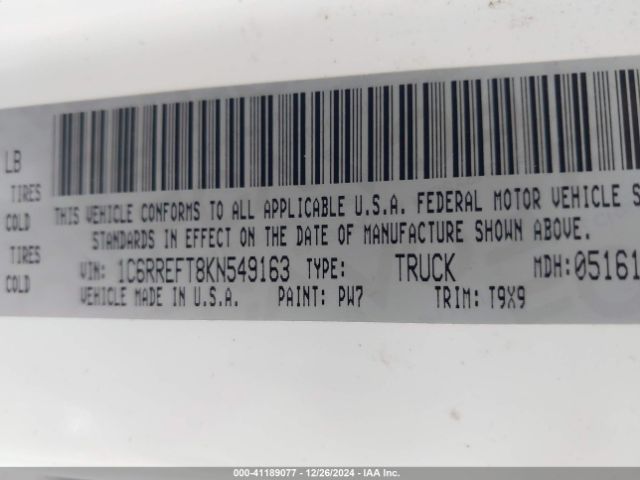 LB
TIRES
COLD
TIRES
COLD
THIS VEHICLE CONFORMS TO ALL APPLICABLE U.S.A. FEDERAL MOTOR VEHICLE S
STANDARDS IN EFFECT ON THE DATE OF MANUFACTURE SHOWN ABOVE.
VIN: 1C6RREFT8KN549163 TYPE: TRUCK MDH: 05161
VEHICLE MADE IN U.S.A. PAINT: PW7 TRIM: T9X9
000-41189077 - 12/26/2024 - IAAI.COM